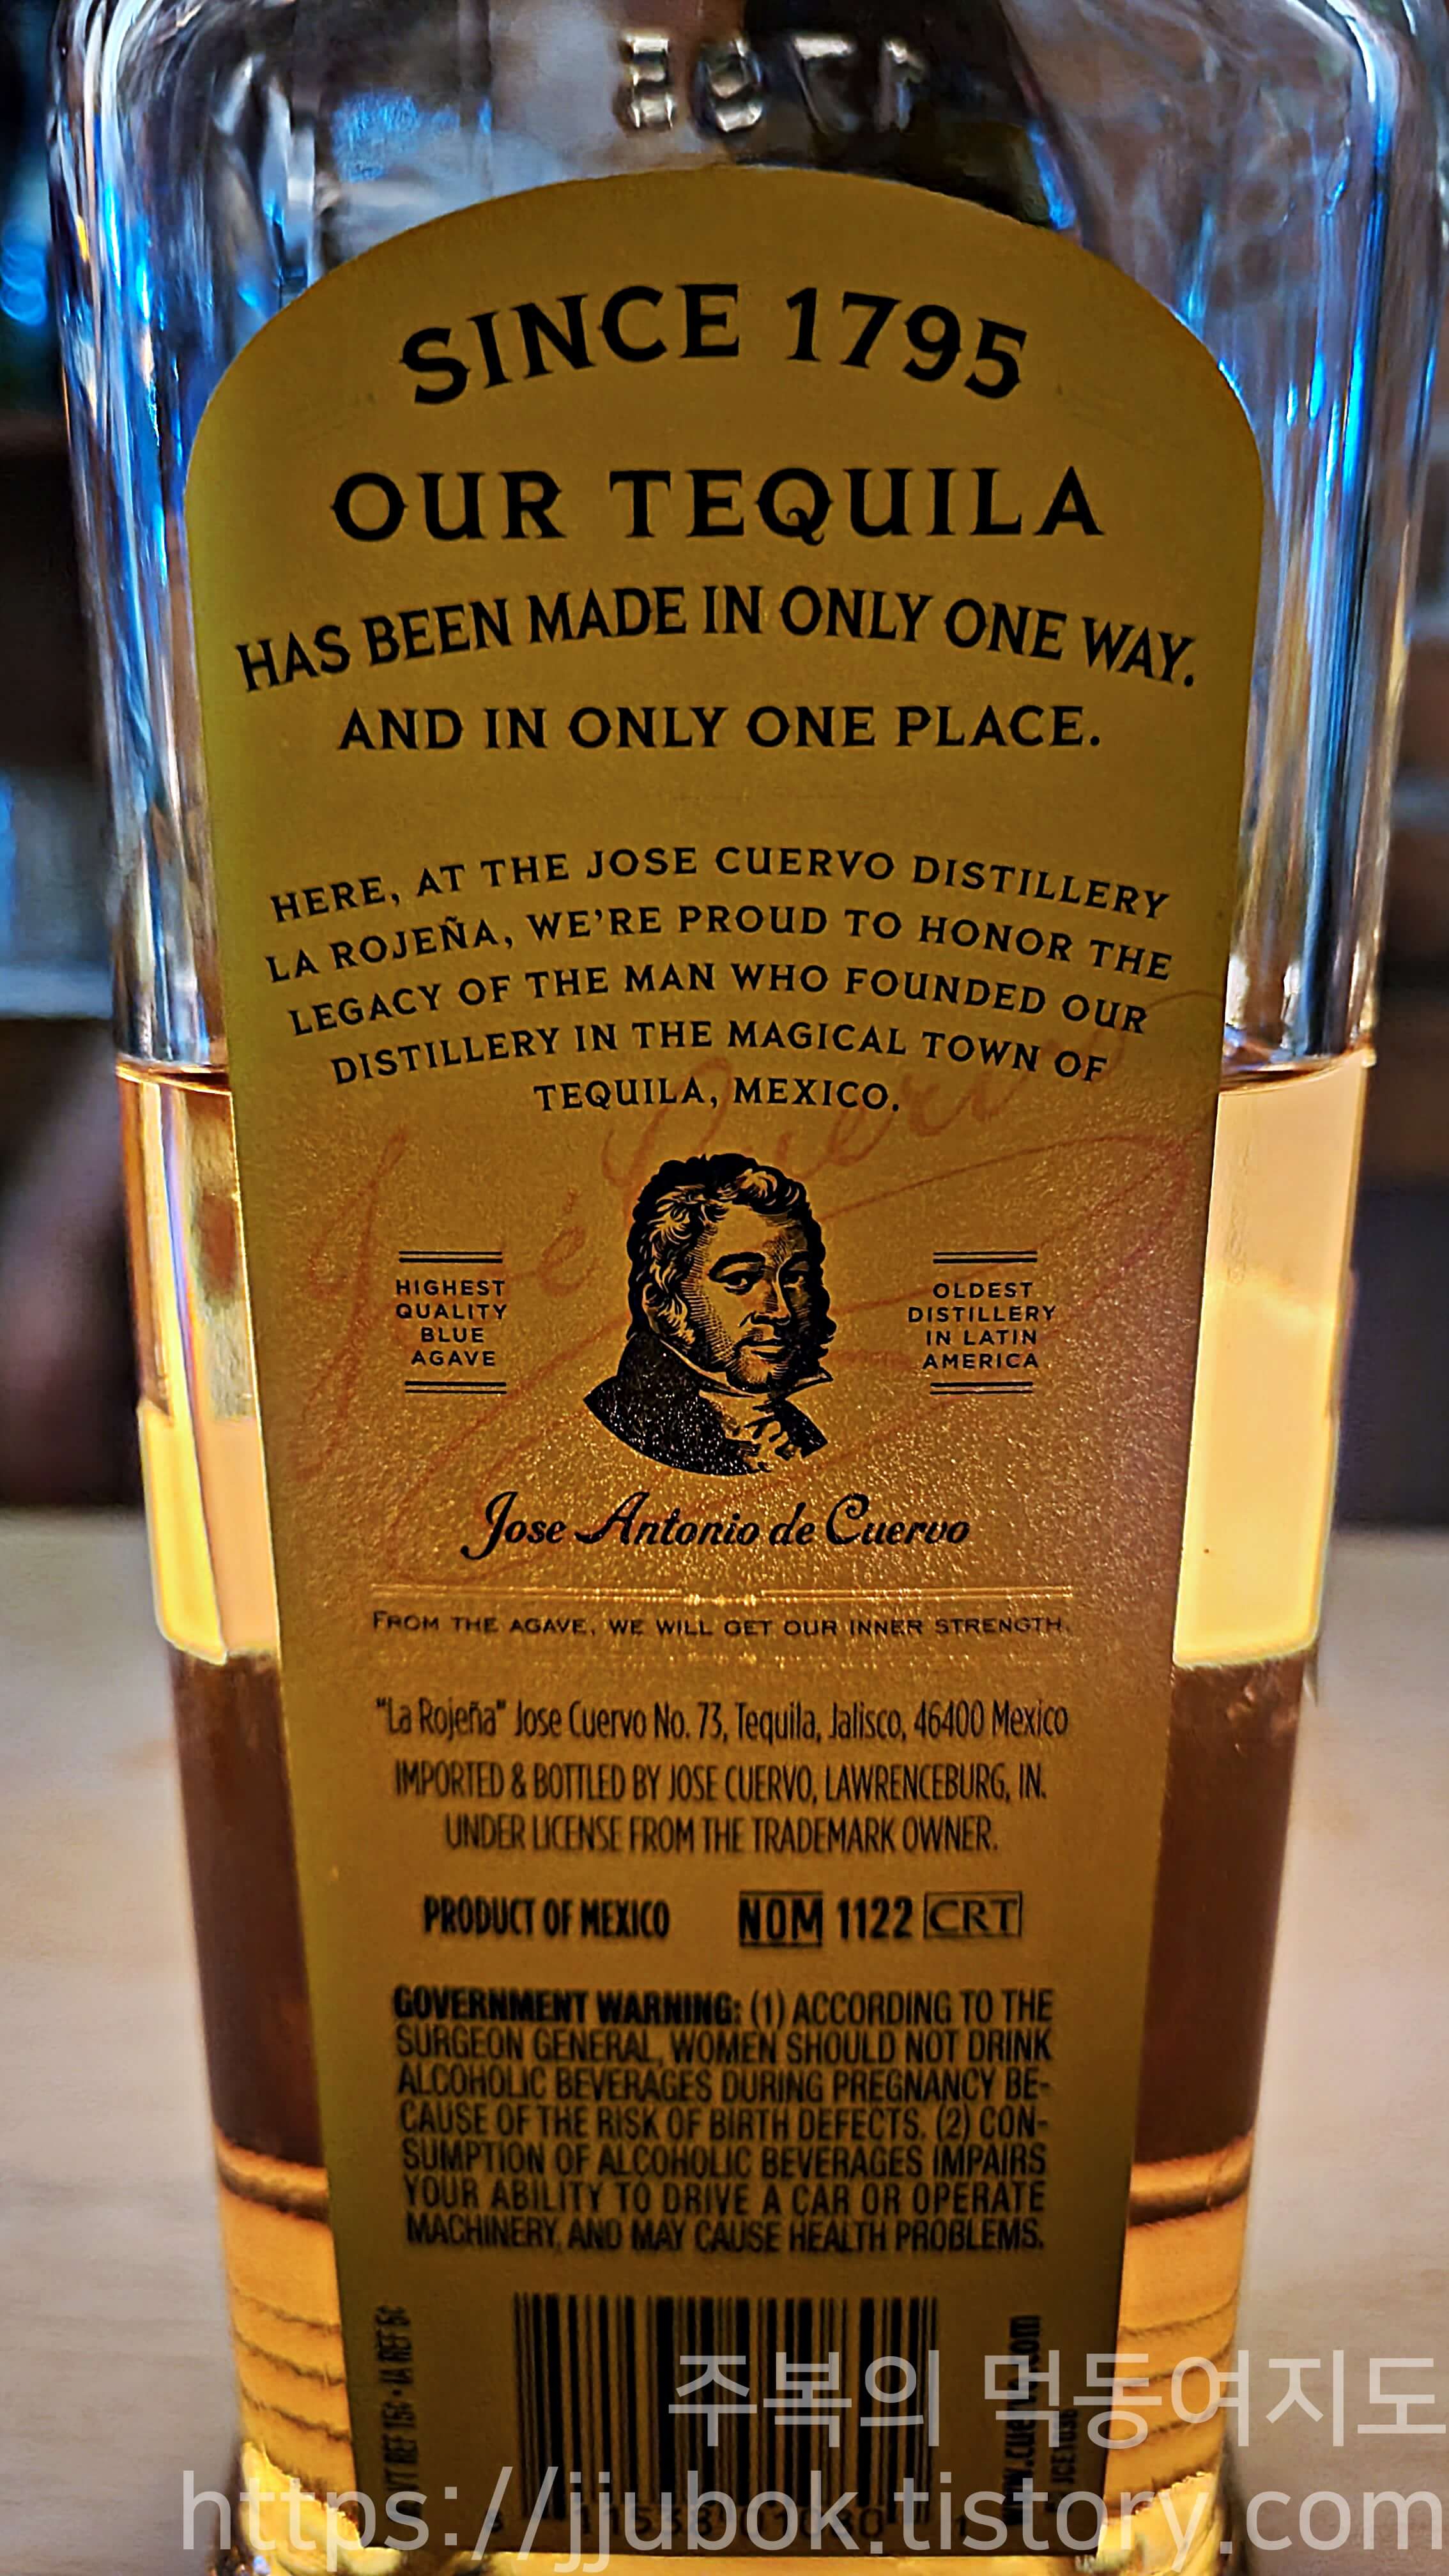 1795
SINCE 1795
OUR TEQUILA
HAS BEEN MADE IN ONLY ONE WAY.
AND IN ONLY ONE PLACE.
HERE, AT THE JOSE CUERVO DISTILLERY
LA ROJEÑA, WE'RE PROUD TO HONOR THE
LEGACY OF THE MAN WHO FOUNDED OUR
DISTILLERY IN THE MAGICAL TOWN OF
TEQUILA, MEXICO.
José Cuervo
HIGHEST
QUALITY
BLUE
AGAVE
OLDEST
DISTILLERY
IN LATIN
AMERICA
Jose Antonio de Cuervo
FROM THE AGAVE, WE WILL GET OUR INNER STRENGTH.
"La Rojeña" Jose Cuervo No. 73, Tequila, Jalisco, 46400 Mexico
IMPORTED & BOTTLED BY JOSE CUERVO, LAWRENCEBURG, IN.
UNDER LICENSE FROM THE TRADEMARK OWNER.
PRODUCT OF MEXICO NOM 1122 CRT
GOVERNMENT WARNING: (1) ACCORDING TO THE
SURGEON GENERAL, WOMEN SHOULD NOT DRINK
ALCOHOLIC BEVERAGES DURING PREGNANCY BE-
CAUSE OF THE RISK OF BIRTH DEFECTS. (2) CON-
SUMPTION OF ALCOHOLIC BEVERAGES IMPAIRS
YOUR ABILITY TO DRIVE A CAR OR OPERATE
MACHINERY, AND MAY CAUSE HEALTH PROBLEMS.
주복의 먹동여지도
https://jjubok.tistory.com